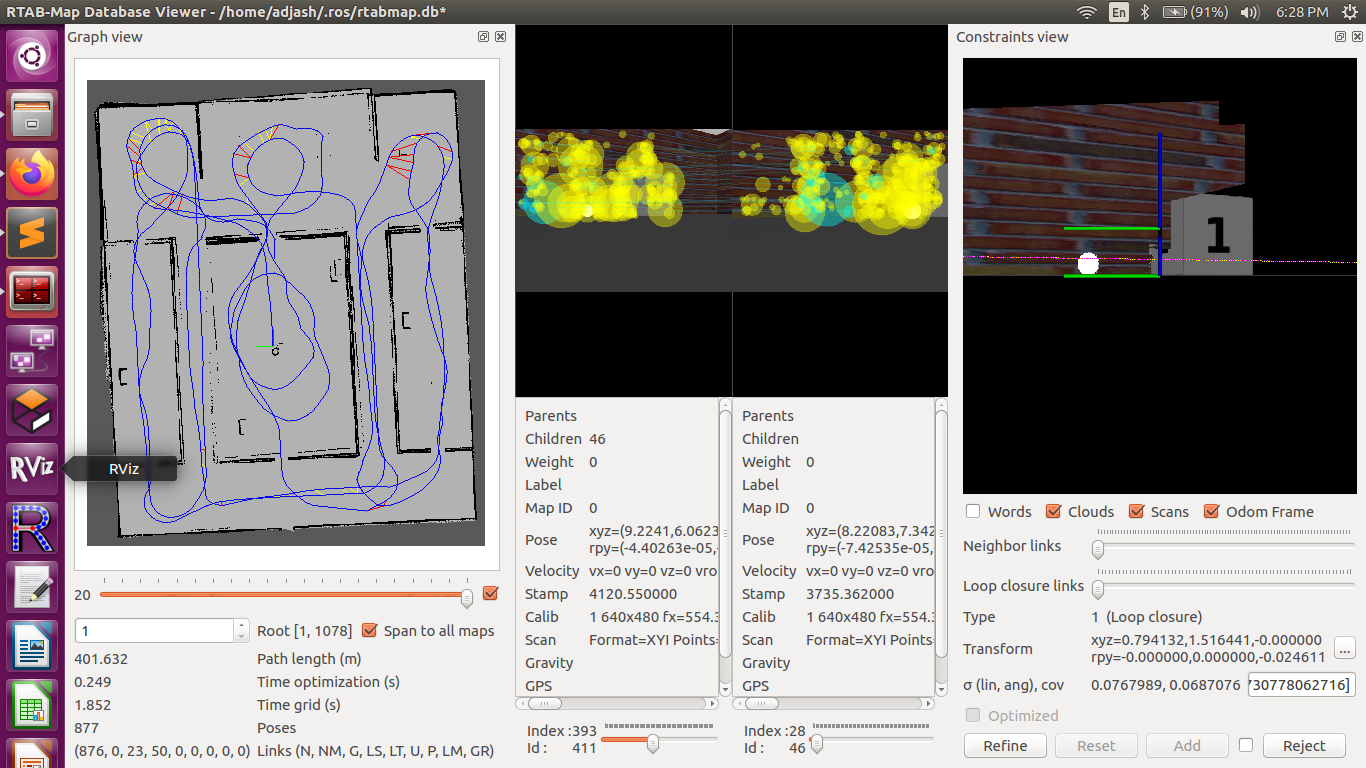 RTAB-Map Database Viewer - /home/adjash/.ros/rtabmap.db*
En
(91%)
6:28 PM
Graph view
Constraints view
1
RViz
RViz
R
20
1
Root [1, 1078]
Span to all maps
401.632 Path length (m)
0.249 Time optimization (s)
1.852 Time grid (s)
877 Poses
(876, 0, 23, 50, 0, 0, 0, 0, 0) Links (N, NM, G, LS, LT, U, P, LM, GR)
Parents
Children 46
Weight 0
Label
Map ID 0
Pose xyz=(9.2241,6.0623
rpy=(-4.40263e-05,-
Velocity vx=0 vy=0 vz=0 vro
Stamp 4120.550000
Calib 1 640x480 fx=554.3
Scan Format=XYI Points=
Gravity
GPS
Index :393
Id : 411
Parents
Children
Weight 0
Label
Map ID 0
Pose xyz=(8.22083,7.342
rpy=(-7.42535e-05,
Velocity vx=0 vy=0 vz=0 vro
Stamp 3735.362000
Calib 1 640x480 fx=554.3
Scan Format=XYI Points=
Gravity
GPS
Index :28
Id : 46
Words
Clouds
Scans
Odom Frame
Neighbor links
Loop closure links
Type 1 (Loop closure)
Transform xyz=0.794132,1.516441,-0.000000
rpy=-0.000000,0.000000,-0.024611
...
σ (lin, ang), cov 0.0767989, 0.0687076 730778062716]
Optimized
Refine
Reset
Add
Reject